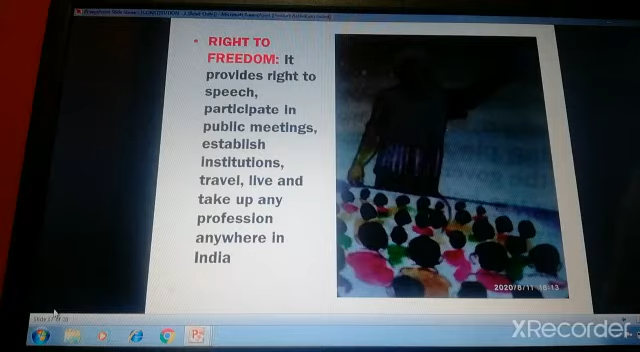 • RIGHT TO
FREEDOM: It
provides right to
speech,
participate in
public meetings,
establish
institutions,
travel, live and
take up any
profession
anywhere in
India
2020/8/11 16:13
XRecorder